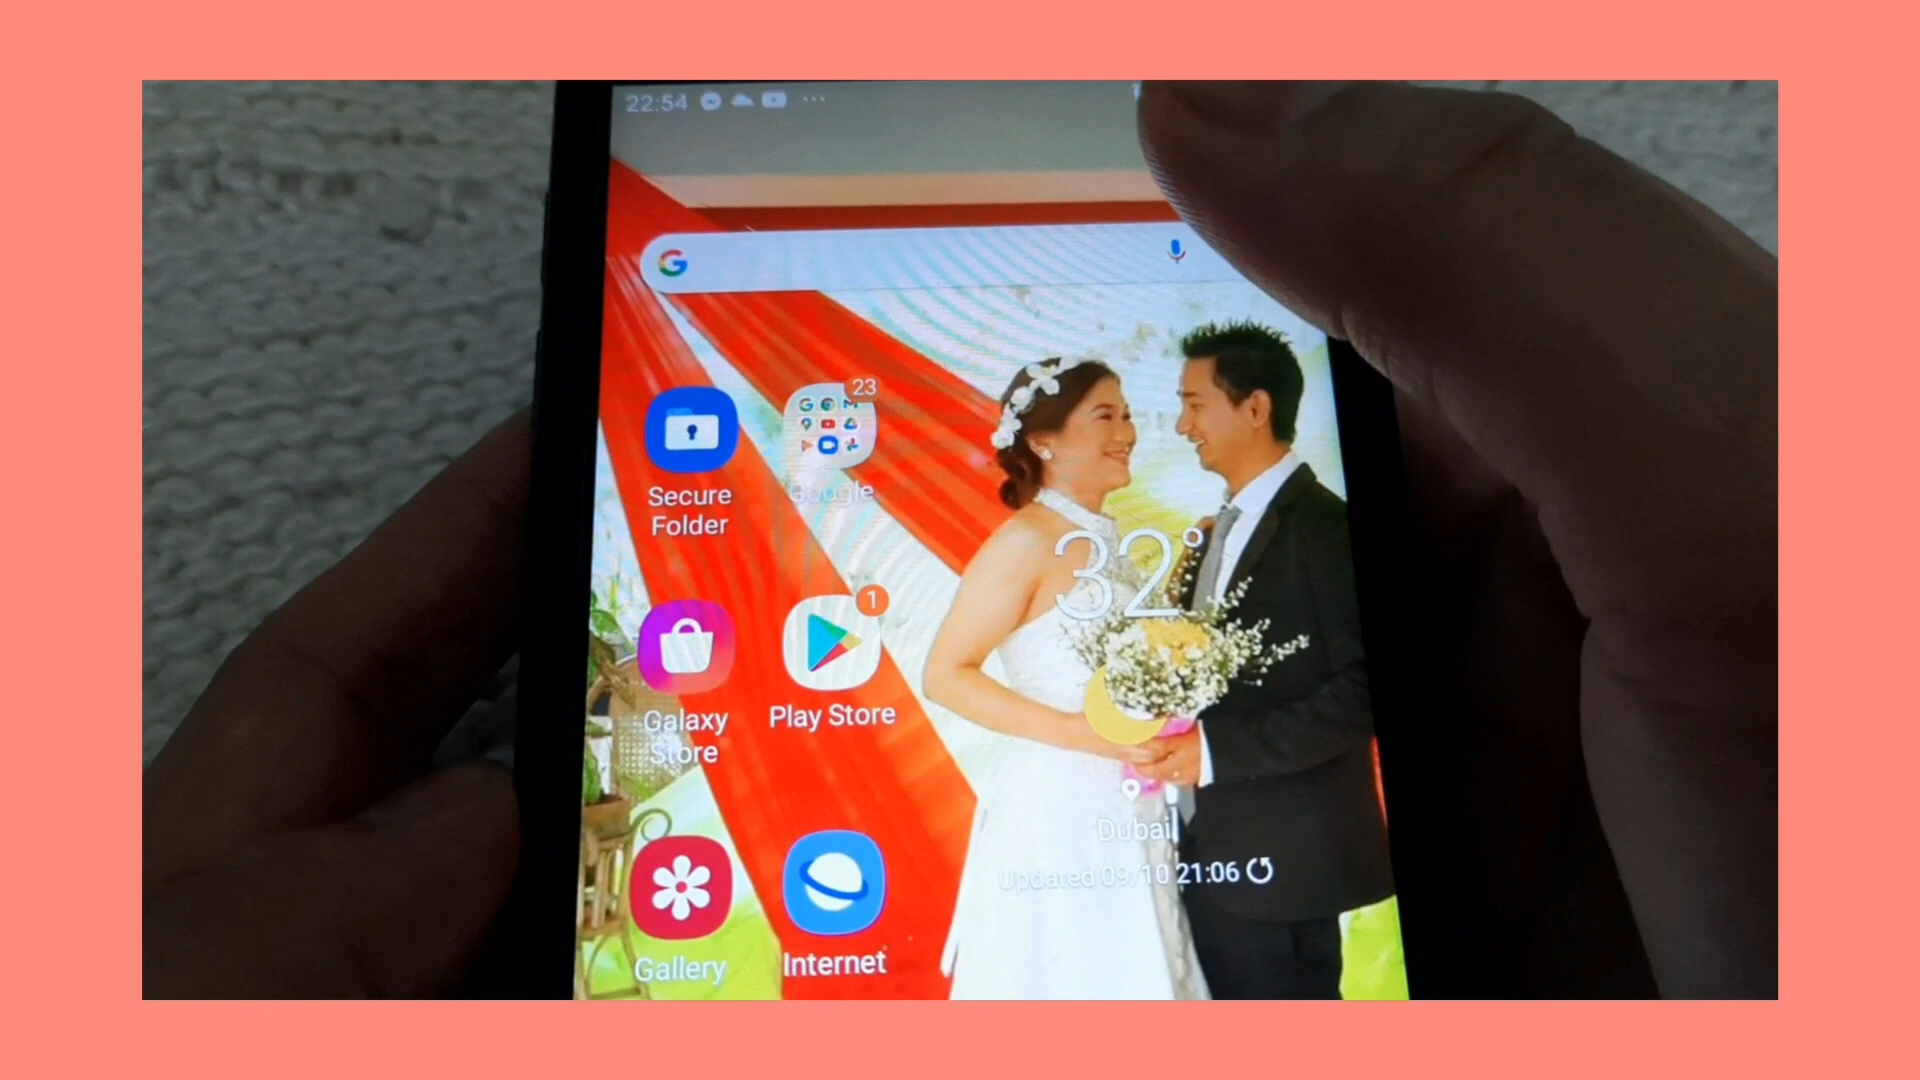 22:54
23
Secure
Folder
Google
32°
1
Galaxy
Store
Play Store
Dubai
Updated 09/10 21:06
Gallery
Internet